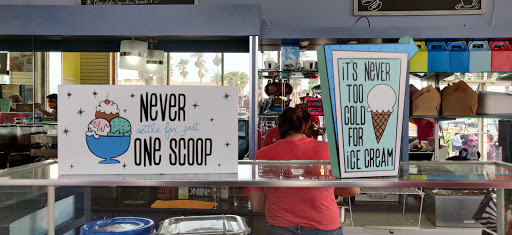 NEVER
settle for just
ONE SCOOP
IT'S NEVER
TOO
COLD
FOR
iCE CREAM